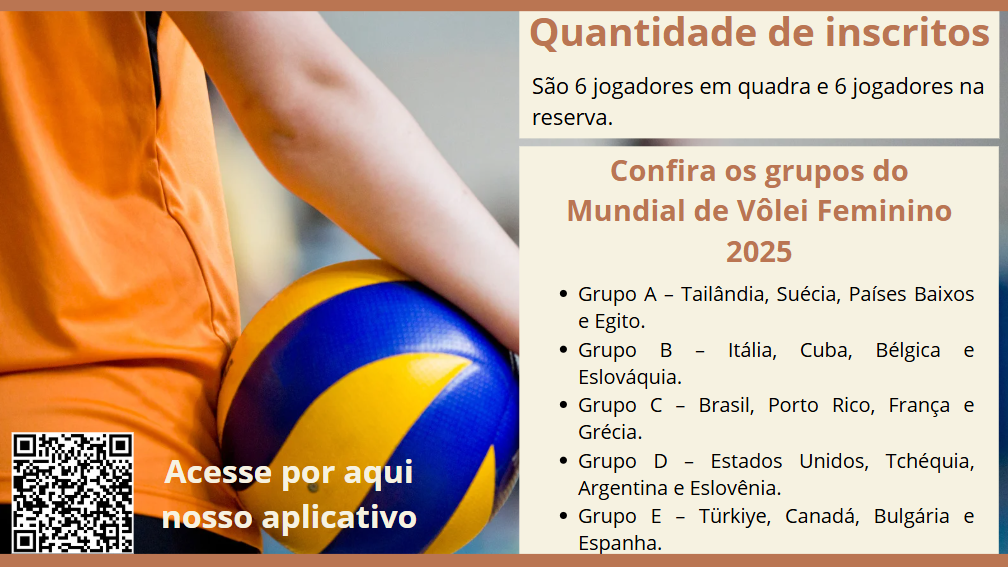 Quantidade de inscritos
São 6 jogadores em quadra e 6 jogadores na
reserva.
Confira os grupos do
Mundial de Vôlei Feminino
2025
• Grupo A – Tailândia, Suécia, Países Baixos
e Egito.
• Grupo B – Itália, Cuba, Bélgica e
Eslováquia.
• Grupo C – Brasil, Porto Rico, França e
Grécia.
• Grupo D – Estados Unidos, Tchéquia,
Argentina e Eslovênia.
• Grupo E – Türkiye, Canadá, Bulgária e
Espanha.
Acesse por aqui
nosso aplicativo